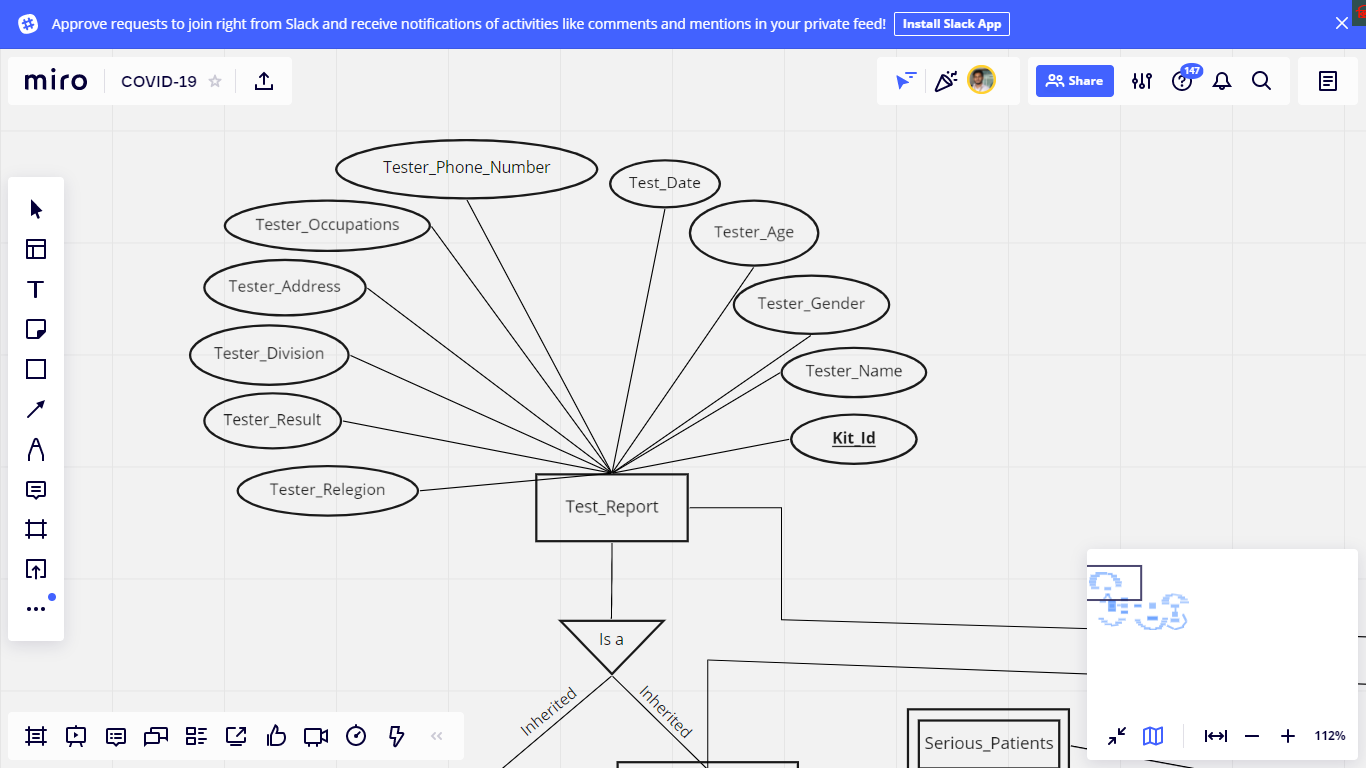 Approve requests to join right from Slack and receive notifications of activities like comments and mentions in your private feed!
Install Slack App
miro
COVID-19
Share
147
Tester_Phone_Number
Test_Date
Tester_Occupations
Tester_Age
Tester_Address
Tester_Gender
Tester_Division
Tester_Name
Tester_Result
Kit_Id
Tester_Relegion
Test_Report
Is a
Inherited
Inherited
Serious_Patients
112%